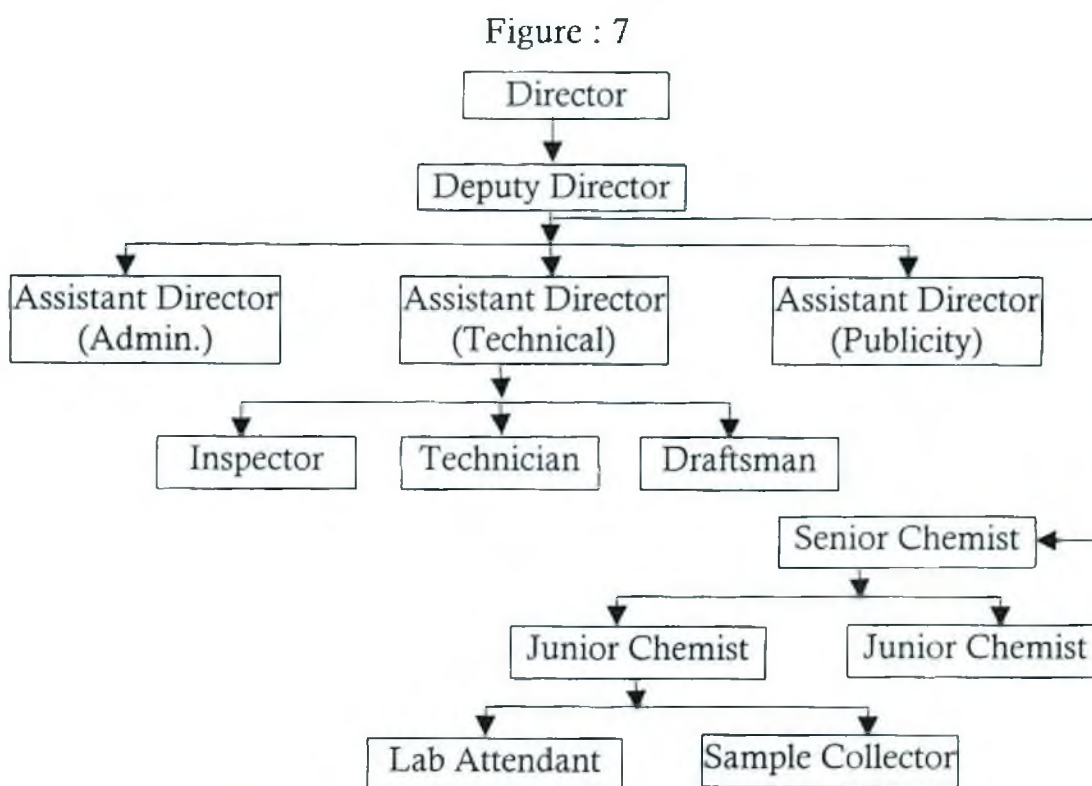 Figure : 7
Director
Deputy Director
Assistant Director
(Admin.)
Assistant Director
(Technical)
Assistant Director
(Publicity)
Inspector
Technician
Draftsman
Senior Chemist
Junior Chemist
Junior Chemist
Lab Attendant
Sample Collector